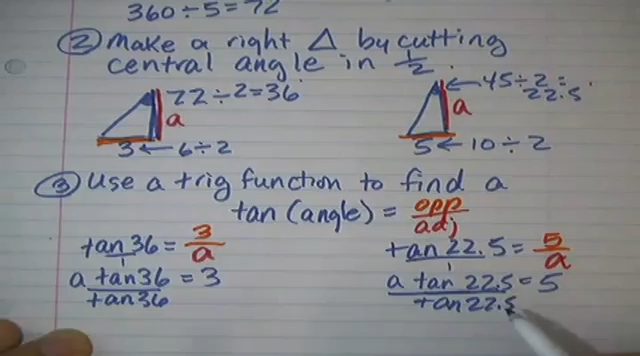 360 ÷ 5 = 72
② Make a right △ by cutting
central angle in 1/2.
72 ÷ 2 = 36
a
3 ← 6 ÷ 2
← 45 ÷ 2 =
22.5
a
5 ← 10 ÷ 2
③ Use a trig function to find a
tan (angle) = opp/adj
tan 36 = 3/a
a tan 36 = 3
tan 36
tan 22.5 = 5/a
a tan 22.5 = 5
tan 22.5